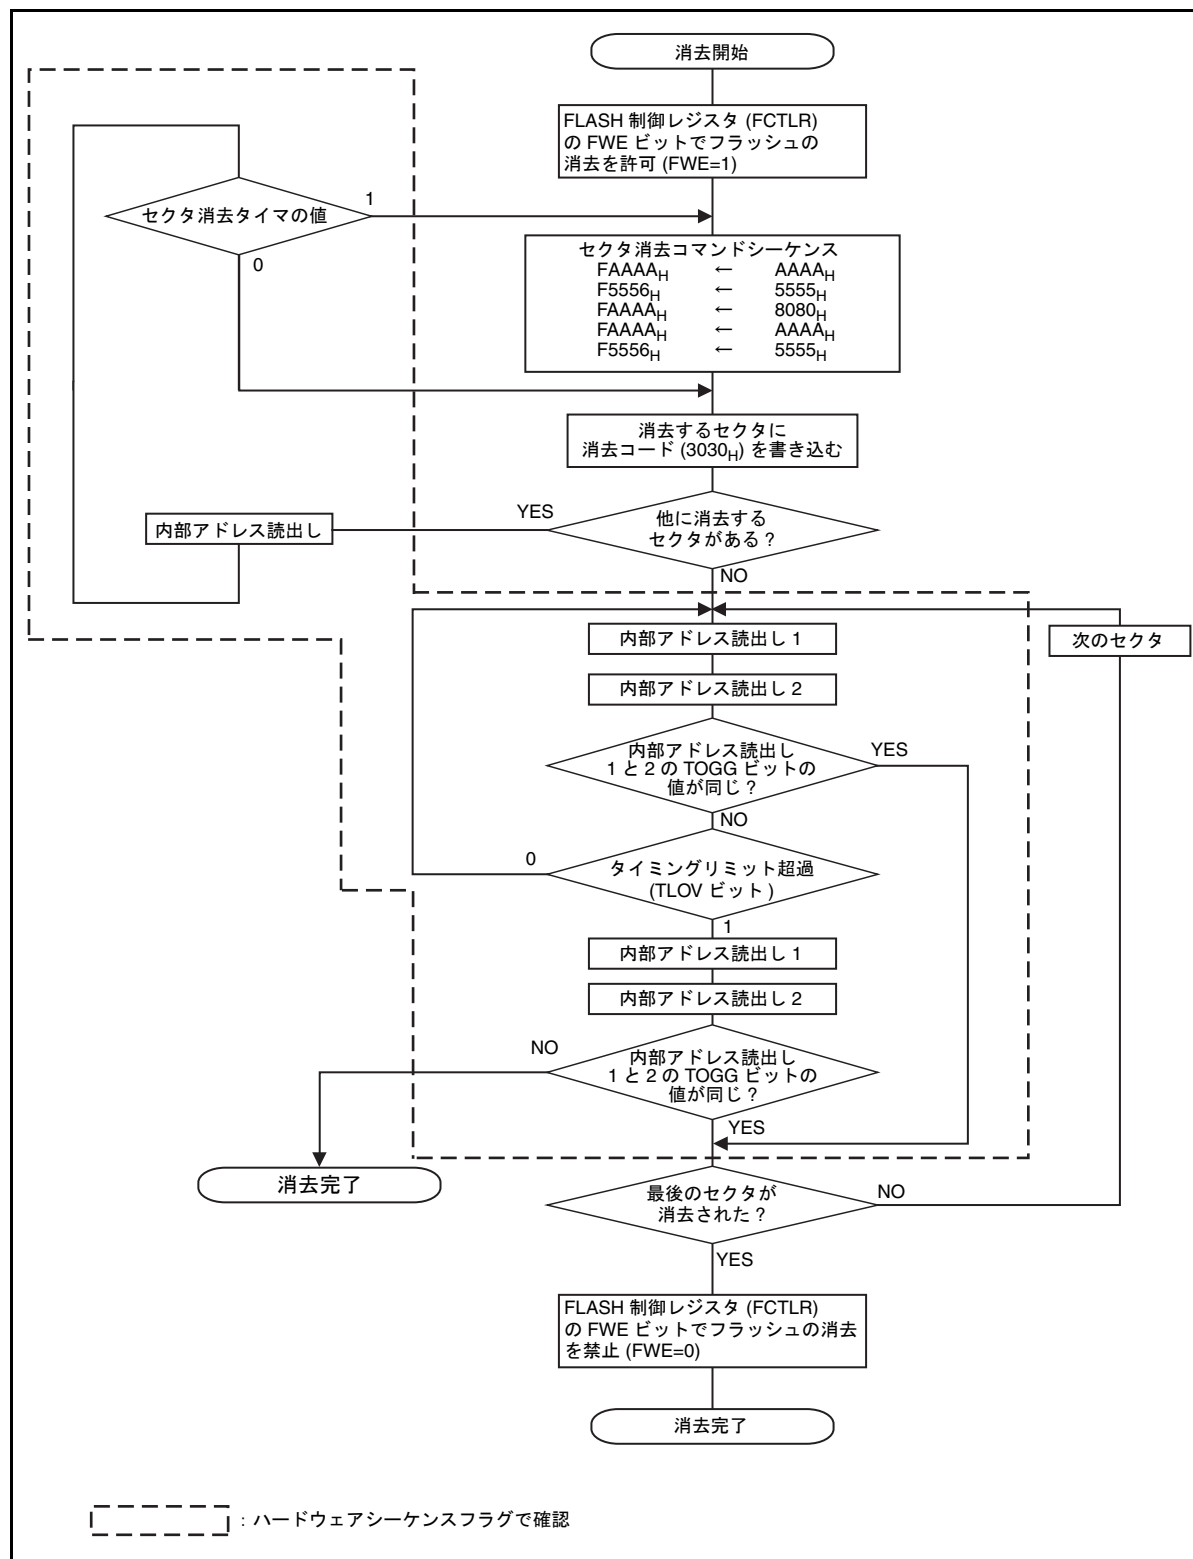 消去開始
FLASH 制御レジスタ (FCTLR)
の FWE ビットでフラッシュの
消去を許可 (FWE=1)
セクタ消去タイマの値
1
0
セクタ消去コマンドシーケンス
FAAAAH ← AAAAH
F5556H ← 5555H
FAAAAH ← 8080H
FAAAAH ← AAAAH
F5556H ← 5555H
消去するセクタに
消去コード (3030H) を書き込む
他に消去する
セクタがある?
YES
NO
内部アドレス読出し
内部アドレス読出し 1
次のセクタ
内部アドレス読出し 2
内部アドレス読出し
1 と 2 の TOGG ビットの
値が同じ?
YES
NO
タイミングリミット超過
(TLOV ビット )
0
1
内部アドレス読出し 1
内部アドレス読出し 2
内部アドレス読出し
1 と 2 の TOGG ビットの
値が同じ?
NO
YES
消去完了
最後のセクタが
消去された?
NO
YES
FLASH 制御レジスタ (FCTLR)
の FWE ビットでフラッシュの消去
を禁止 (FWE=0)
消去完了
: ハードウェアシーケンスフラグで確認